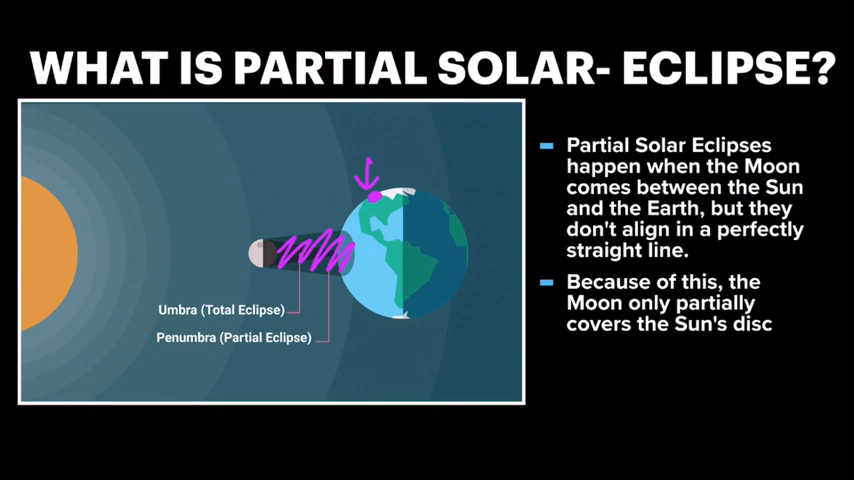 WHAT IS PARTIAL SOLAR- ECLIPSE?
Partial Solar Eclipses
happen when the Moon
comes between the Sun
and the Earth, but they
don't align in a perfectly
straight line.
Because of this, the
Moon only partially
covers the Sun's disc
Umbra (Total Eclipse)
Penumbra (Partial Eclipse)